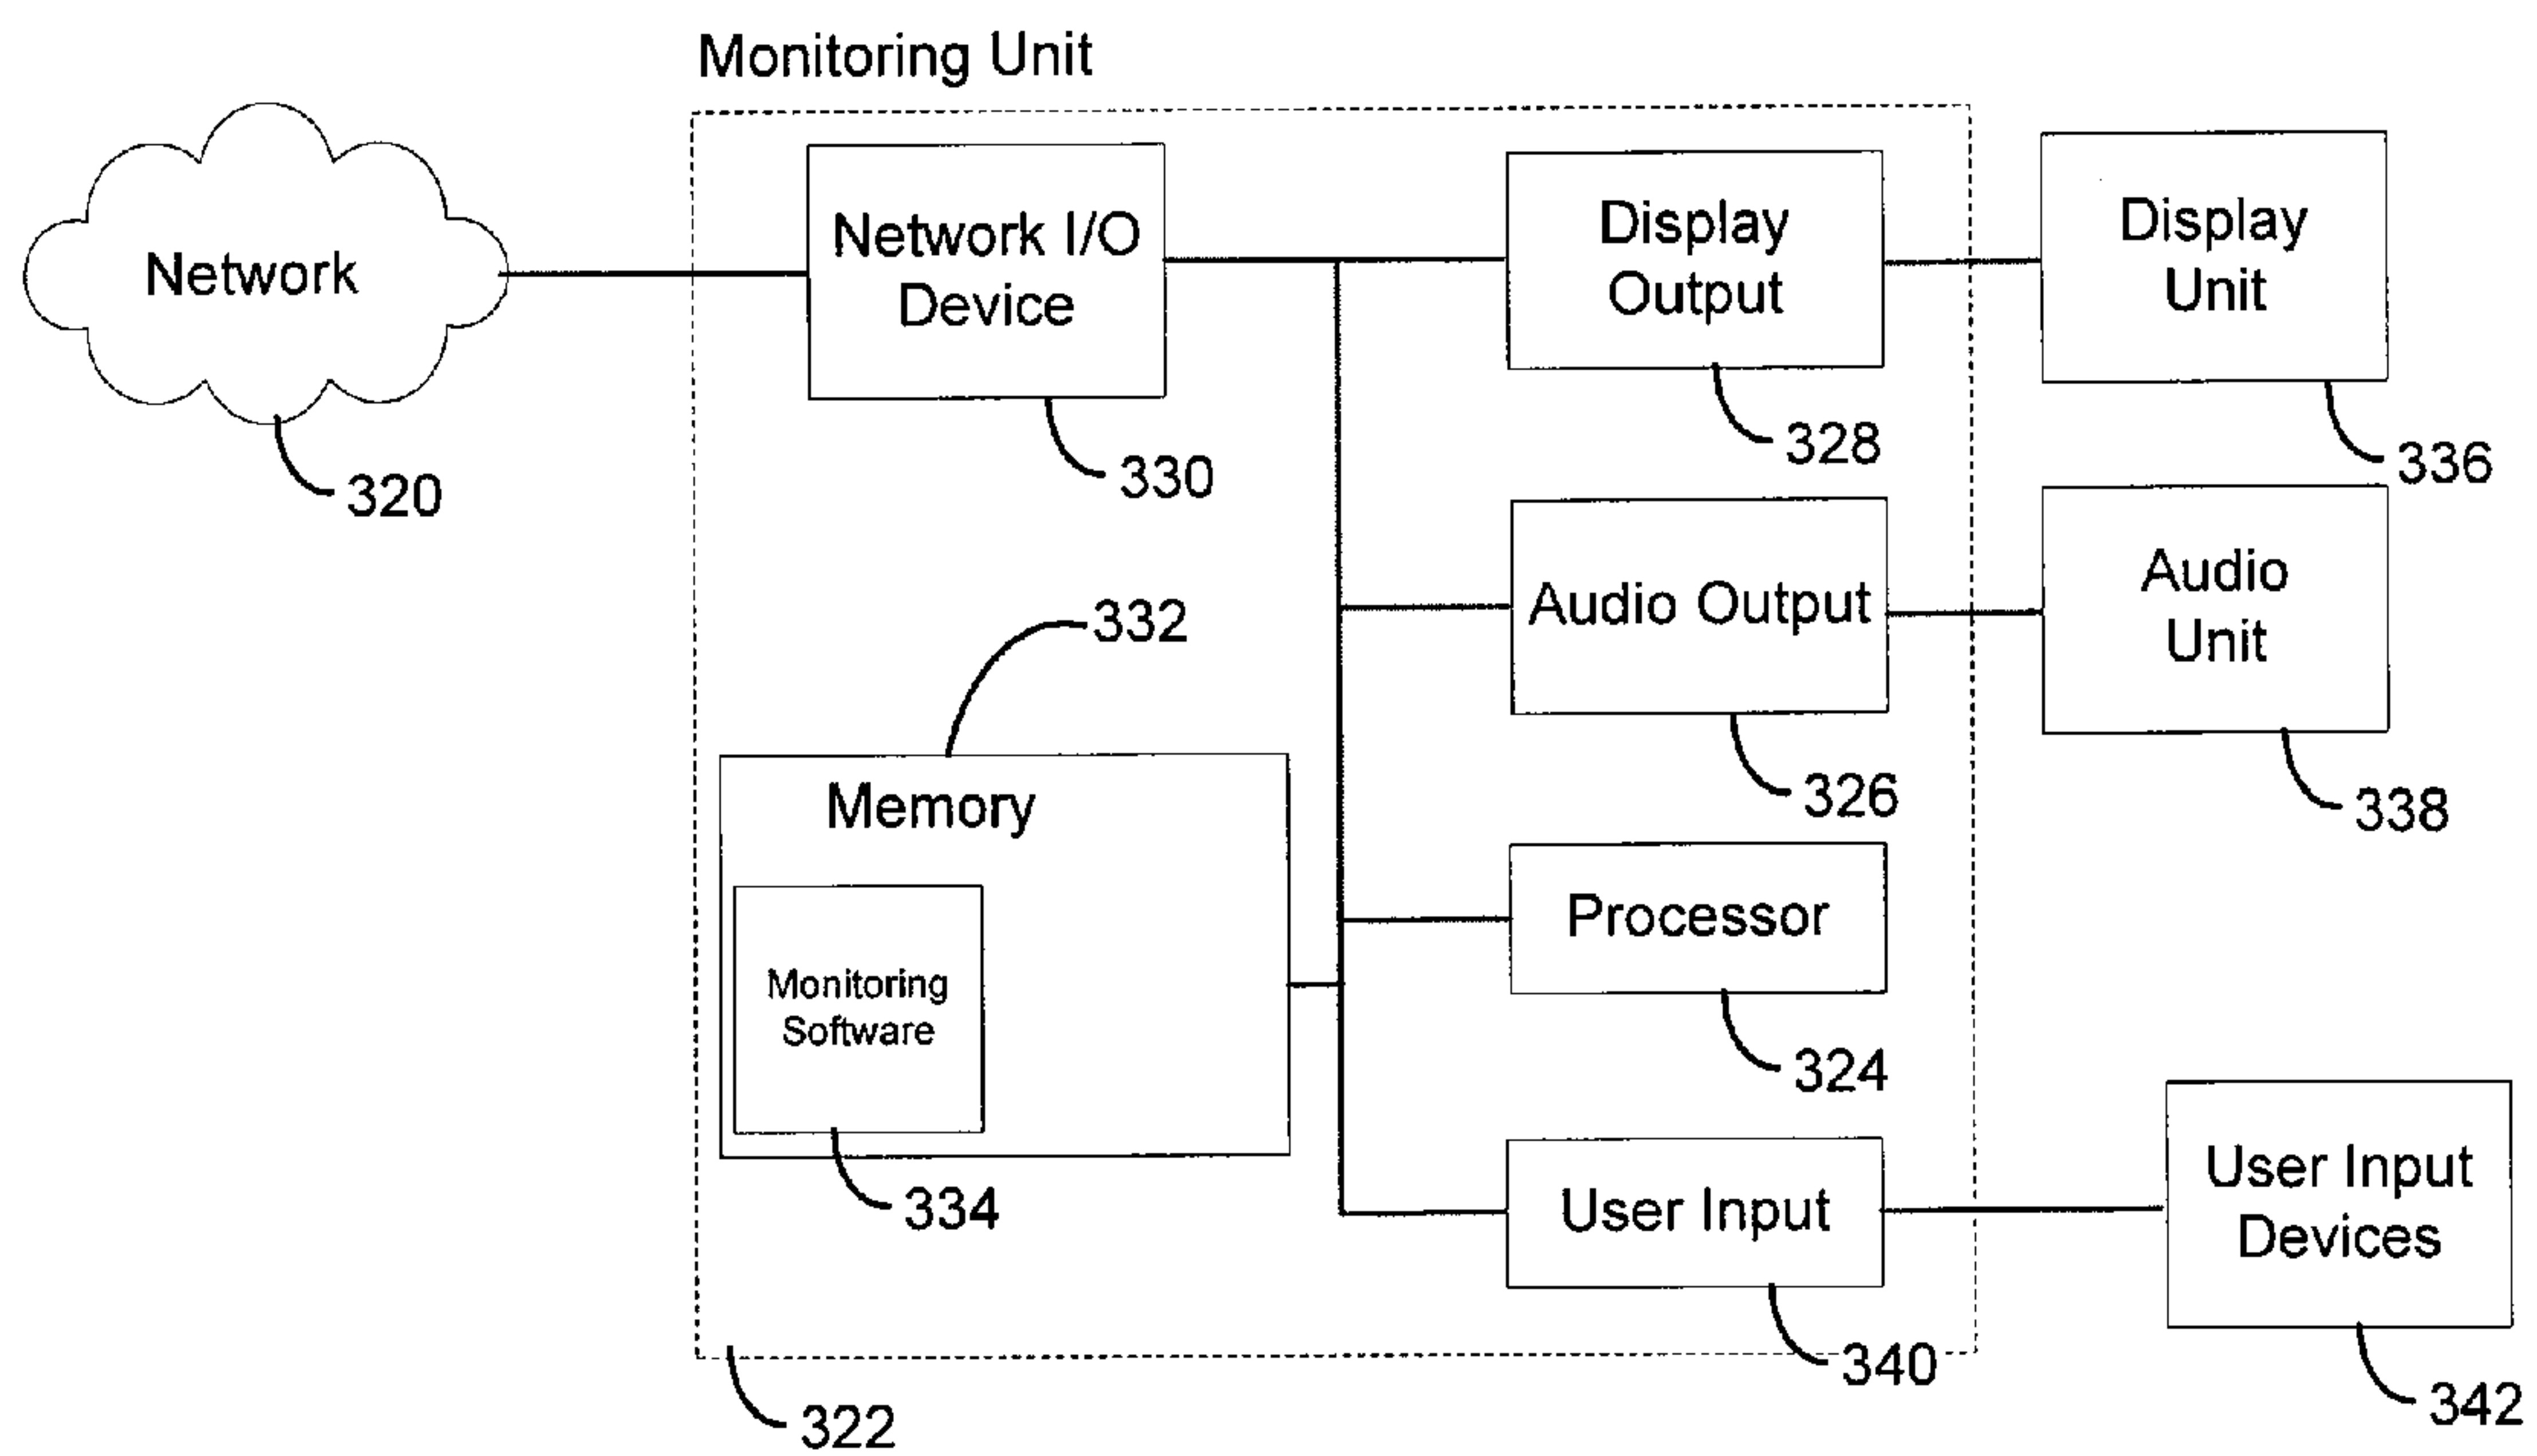 Monitoring Unit
Network
320
Network I/O
Device
330
Display
Output
328
Display
Unit
336
Audio Output
326
Audio
Unit
338
332
Memory
Monitoring
Software
334
Processor
324
User Input
340
User Input
Devices
342
322